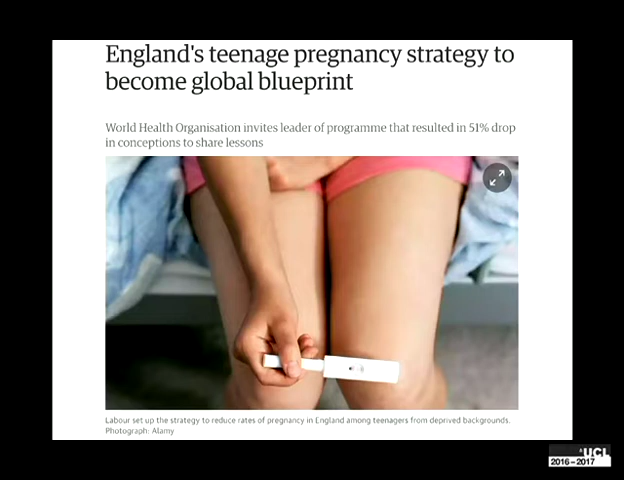 England's teenage pregnancy strategy to
become global blueprint
World Health Organisation invites leader of programme that resulted in 51% drop
in conceptions to share lessons
Labour set up the strategy to reduce rates of pregnancy in England among teenagers from deprived backgrounds.
Photograph: Alamy
UCL
2016–2017